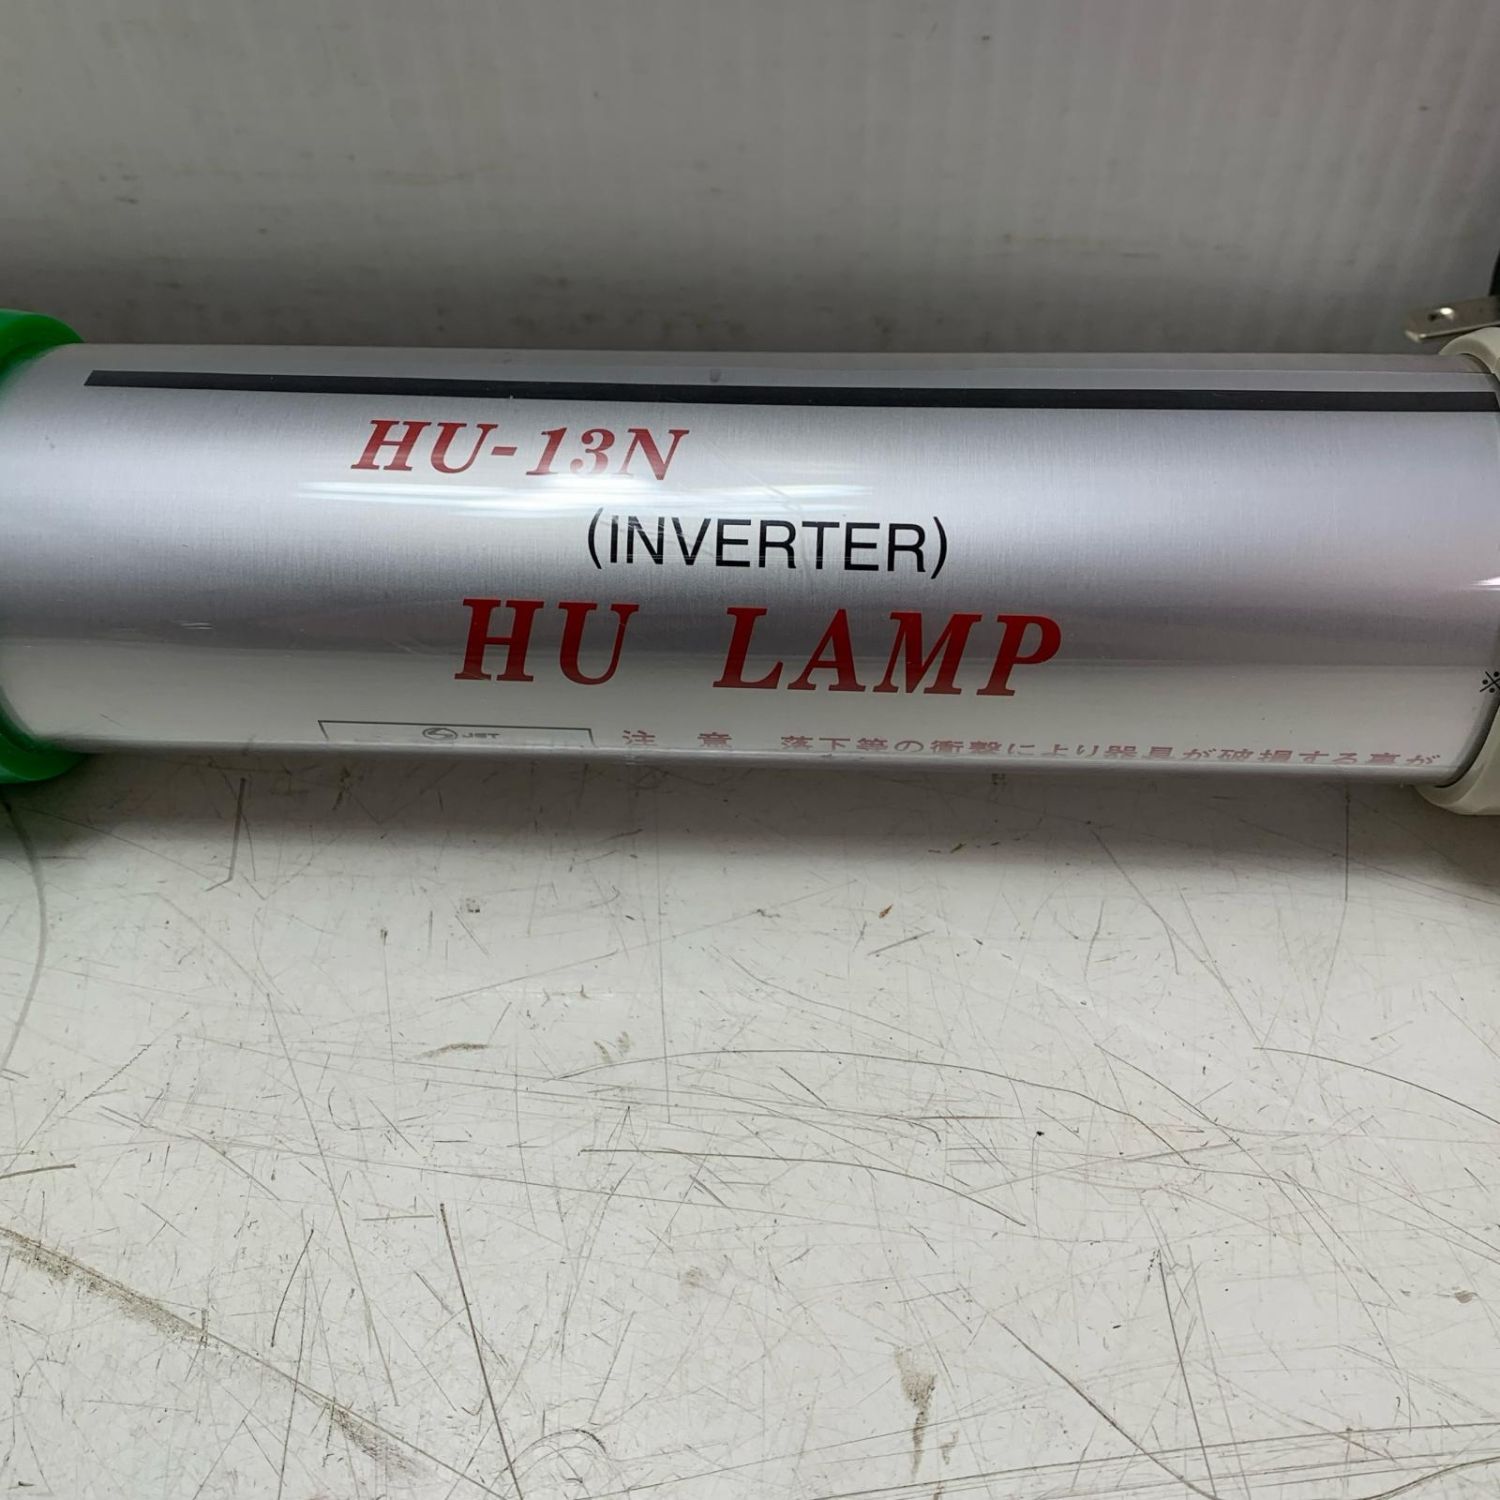 HU-13N
(INVERTER)
HU LAMP
※
JET
注 意 落下等の衝撃により器具が破損する事が